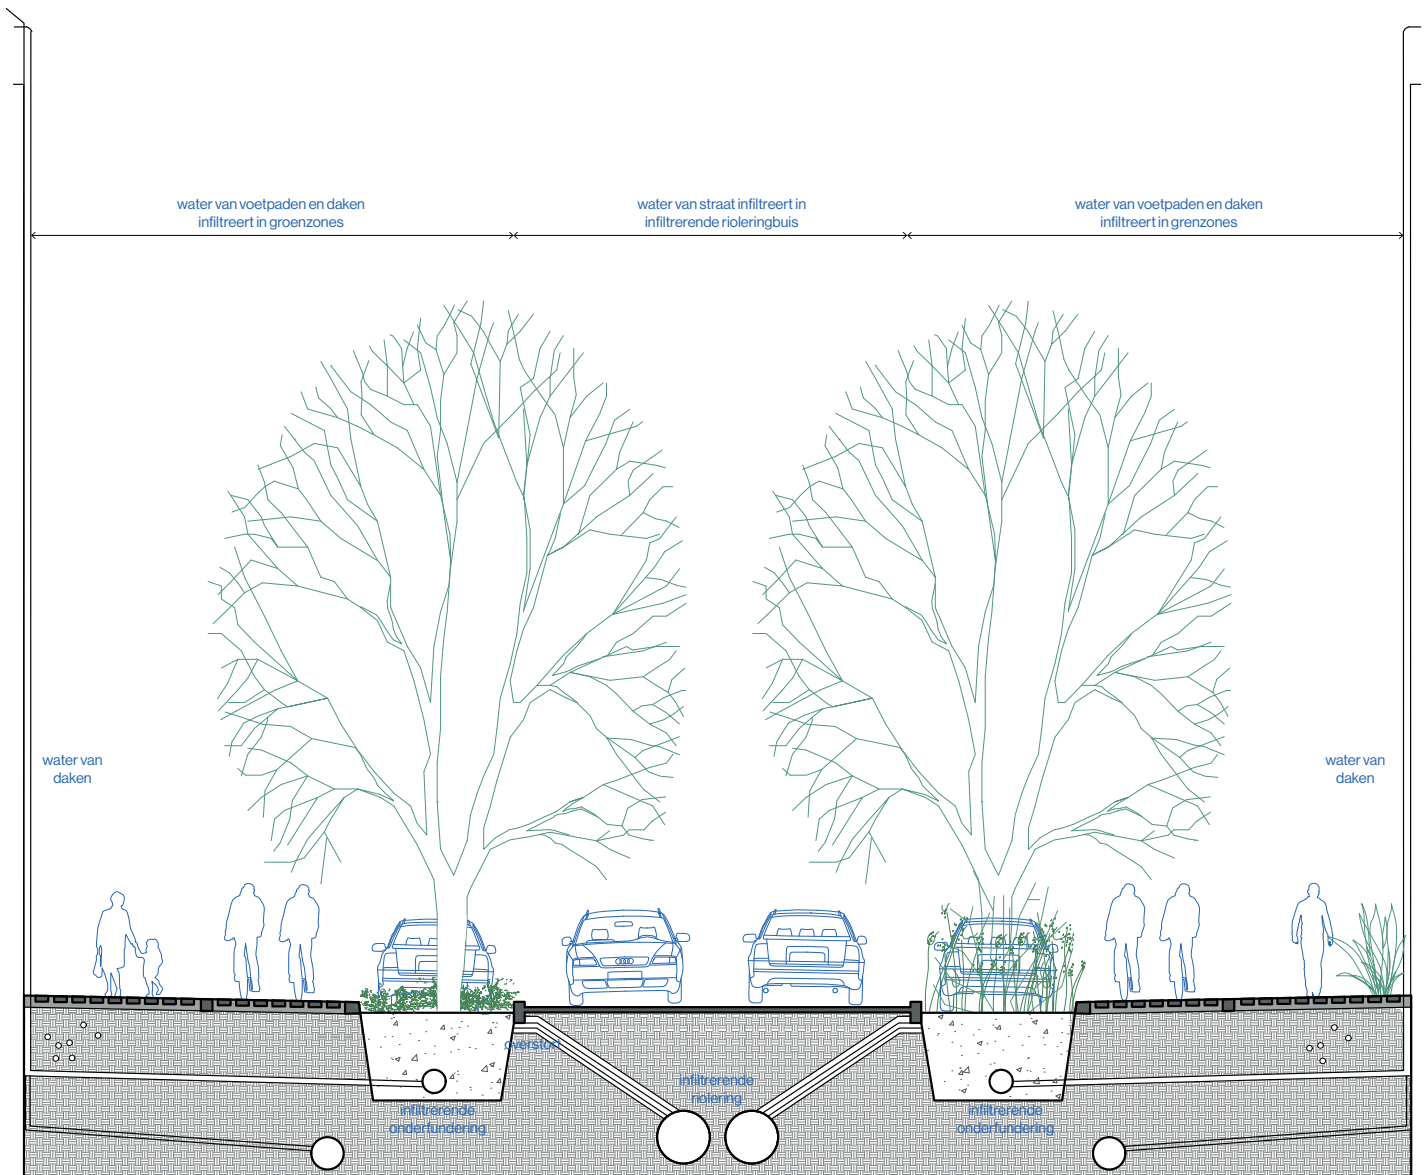 water van voetpaden en daken
infiltreert in groenzones
water van straat infiltreert in
infiltrerende rioleringbuis
water van voetpaden en daken
infiltreert in grenzones
water van
daken
water van
daken
overstort
infiltrerende
riolering
infiltrerende
onderfundering
infiltrerende
onderfundering